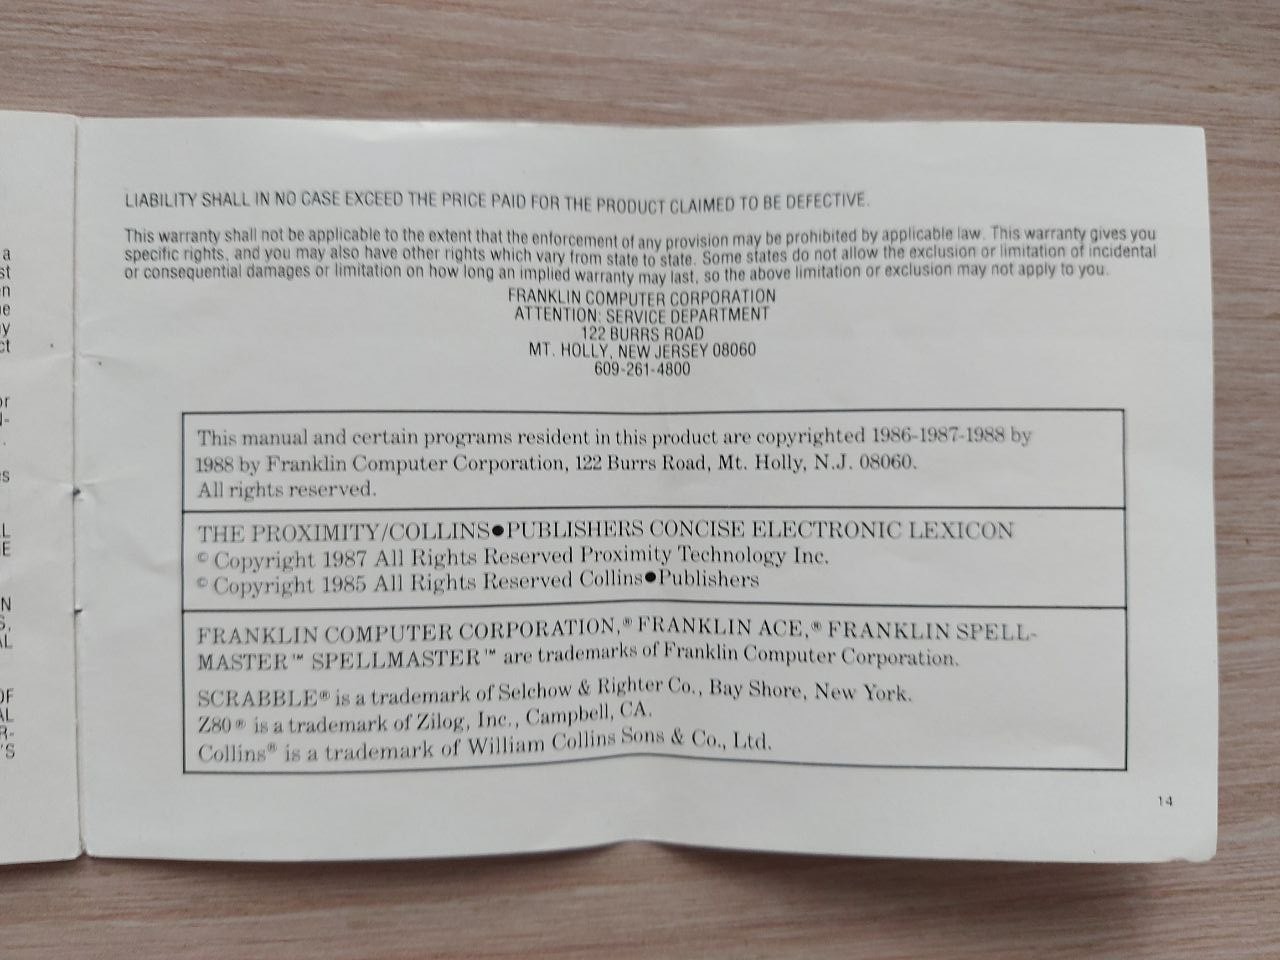 LIABILITY SHALL IN NO CASE EXCEED THE PRICE PAID FOR THE PRODUCT CLAIMED TO BE DEFECTIVE.
This warranty shall not be applicable to the extent that the enforcement of any provision may be prohibited by applicable law. This warranty gives you
specific rights, and you may also have other rights which vary from state to state. Some states do not allow the exclusion or limitation of incidental
or consequential damages or limitation on how long an implied warranty may last, so the above limitation or exclusion may not apply to you.
FRANKLIN COMPUTER CORPORATION
ATTENTION: SERVICE DEPARTMENT
122 BURRS ROAD
MT. HOLLY, NEW JERSEY 08060
609-261-4800
This manual and certain programs resident in this product are copyrighted 1986-1987-1988 by
1988 by Franklin Computer Corporation, 122 Burrs Road, Mt. Holly, N.J. 08060.
All rights reserved.
THE PROXIMITY/COLLINS●PUBLISHERS CONCISE ELECTRONIC LEXICON
© Copyright 1987 All Rights Reserved Proximity Technology Inc.
© Copyright 1985 All Rights Reserved Collins●Publishers
FRANKLIN COMPUTER CORPORATION,® FRANKLIN ACE,® FRANKLIN SPELL-
MASTER™ SPELLMASTER™ are trademarks of Franklin Computer Corporation.
SCRABBLE® is a trademark of Selchow & Righter Co., Bay Shore, New York.
Z80® is a trademark of Zilog, Inc., Campbell, CA.
Collins® is a trademark of William Collins Sons & Co., Ltd.
14